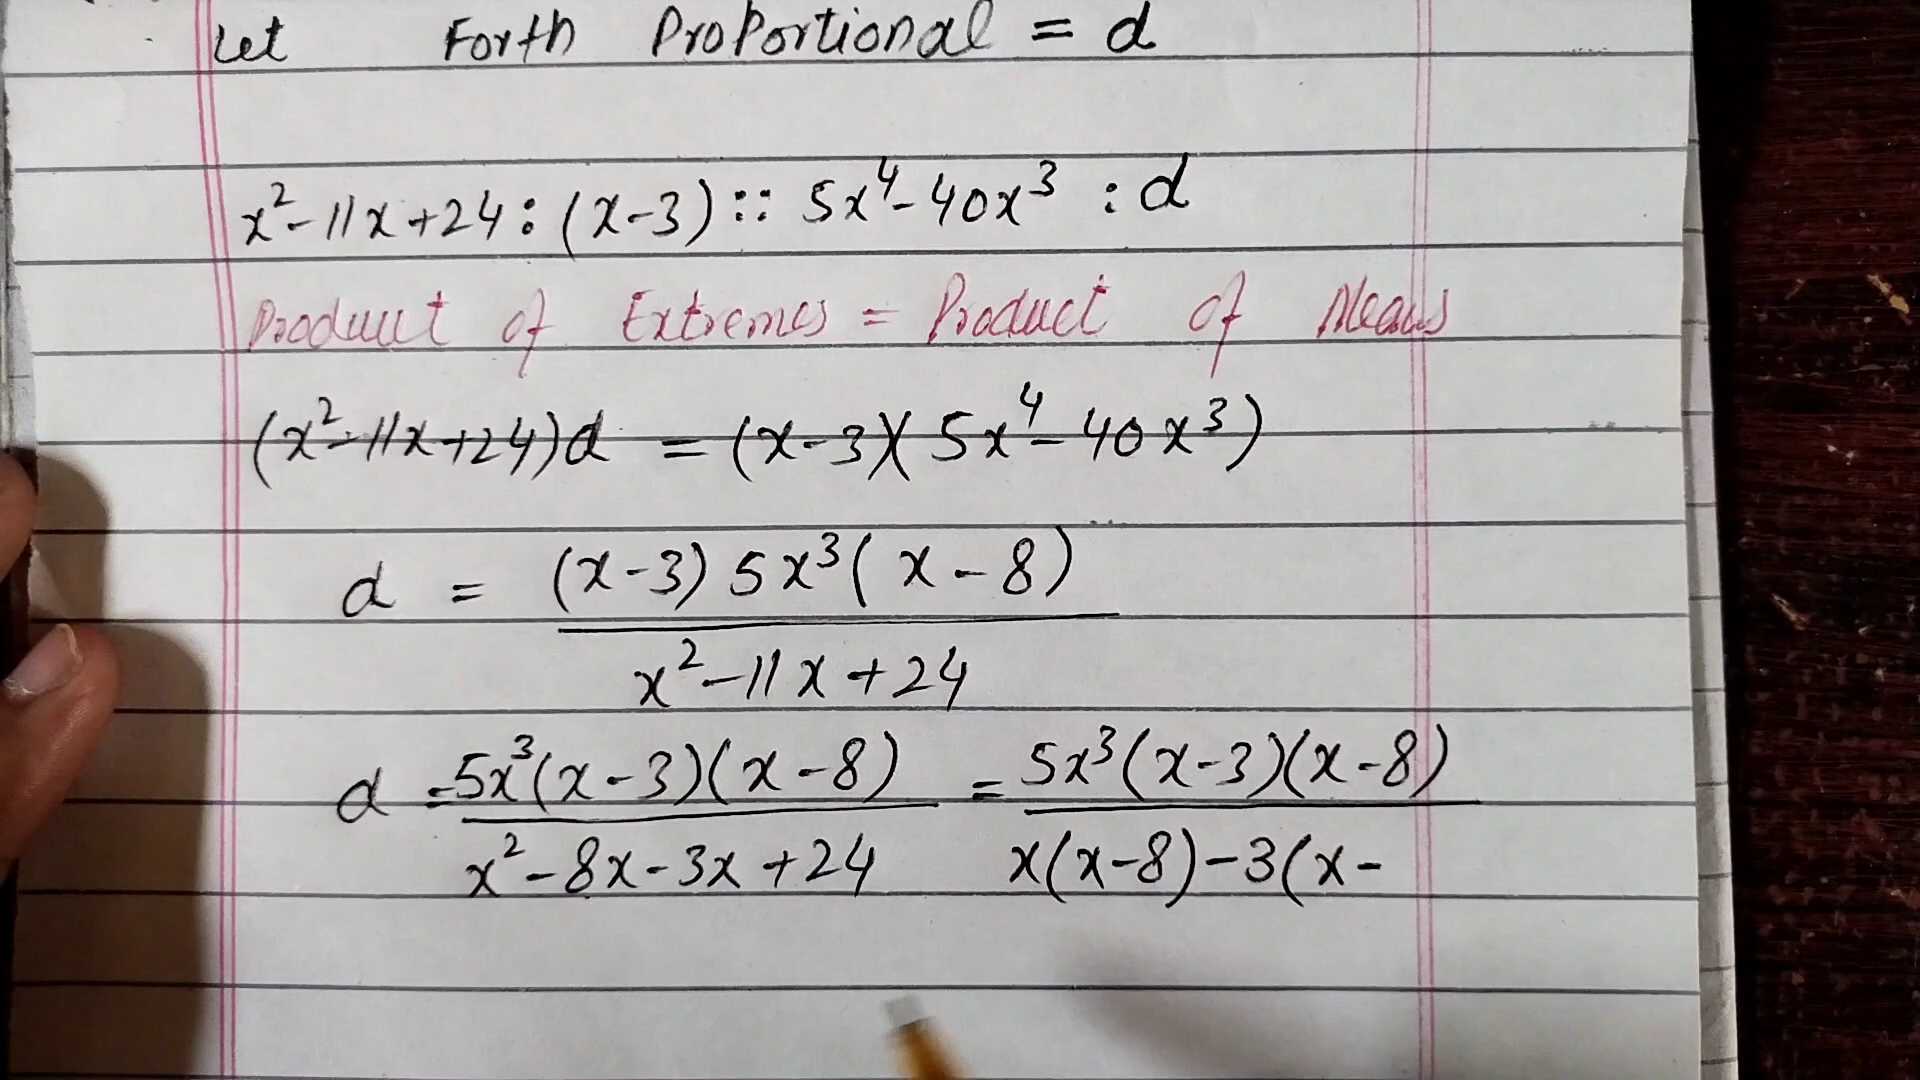 Let Forth Proportional = d
x²-11x+24 : (x-3) :: 5x⁴-40x³ : d
Product of Extremes = Product of Means
(x²-11x+24)d = (x-3)(5x⁴-40x³)
d = (x-3) 5x³(x-8)
x²-11x+24
d = 5x³(x-3)(x-8) = 5x³(x-3)(x-8)
x²-8x-3x+24 x(x-8)-3(x-